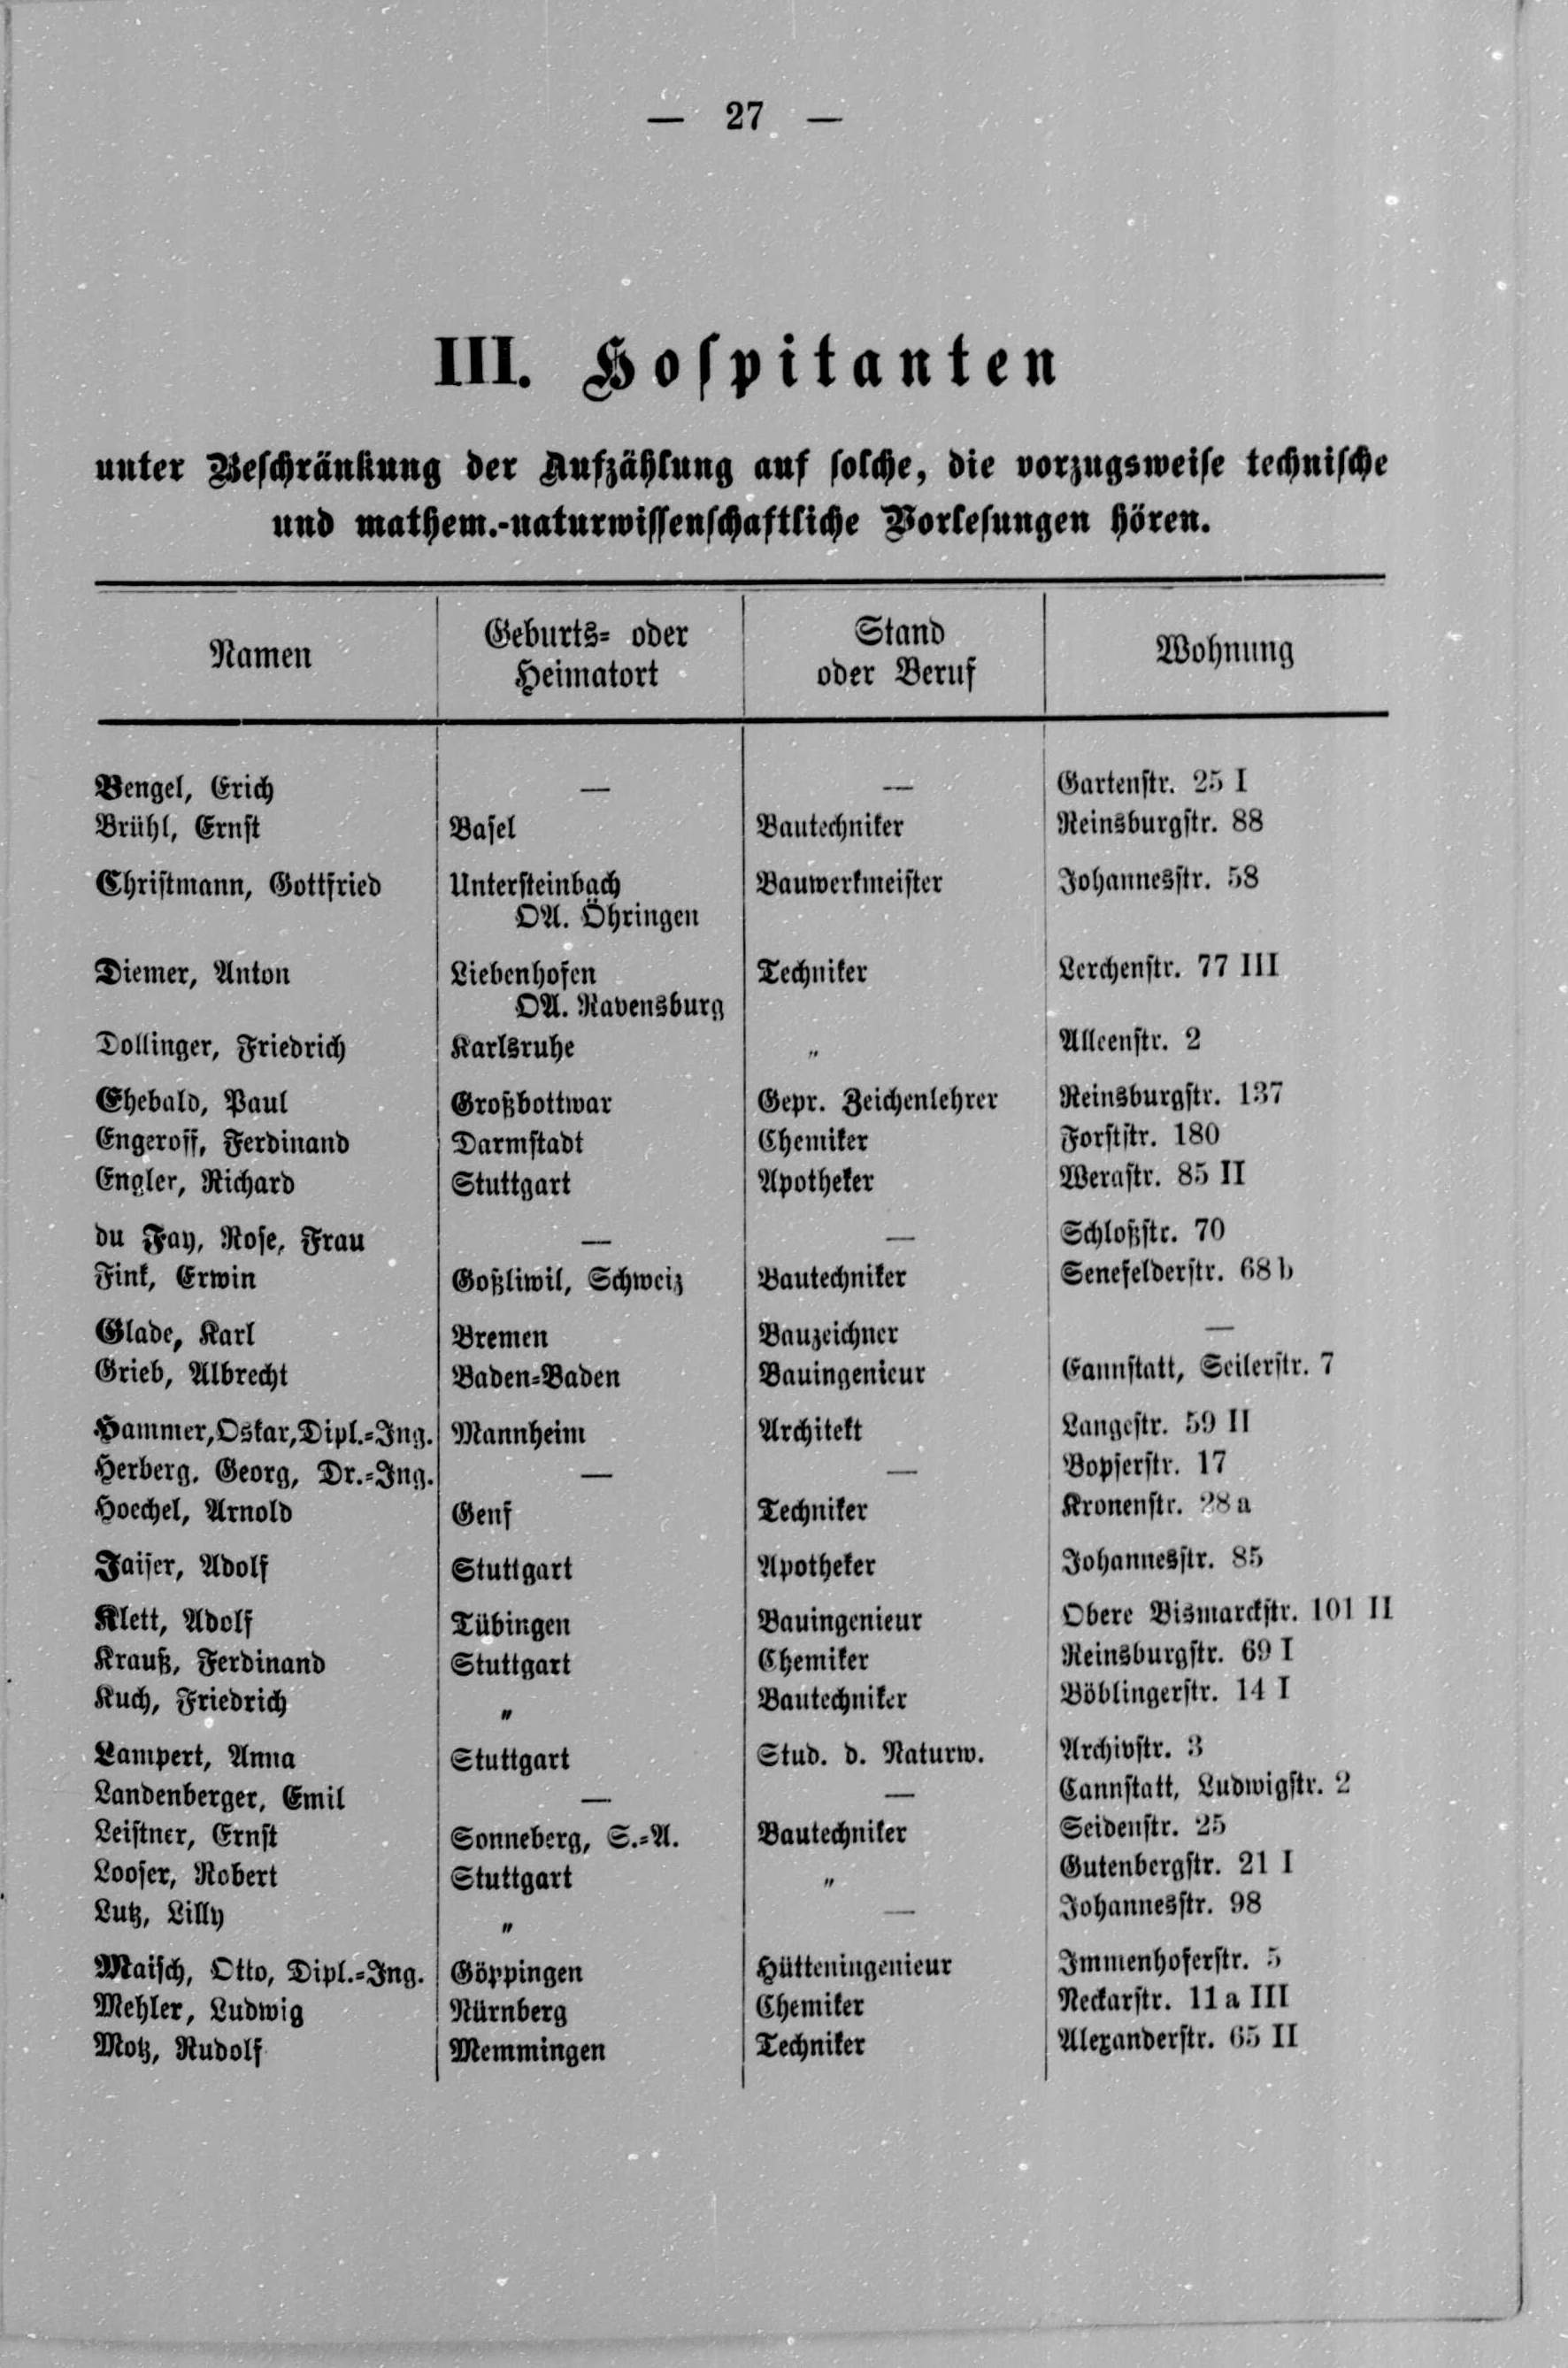 — 27 —
III. Hospitanten
unter Beschränkung der Aufzählung auf solche, die vorzugsweise technische
und mathem.-naturwissenschaftliche Vorlesungen hören.
Namen Geburts- oder Heimatort Stand oder Beruf Wohnung
Bengel, Erich — — Gartenstr. 25 I
Brühl, Ernst Basel Bautechniker Reinsburgstr. 88
Christmann, Gottfried Untersteinbach Bauwerkmeister Johannesstr. 58
OA. Öhringen
Diemer, Anton Liebenhofen Techniker Lerchenstr. 77 III
OA. Ravensburg
Dollinger, Friedrich Karlsruhe „ Alleenstr. 2
Ehebald, Paul Großbottwar Gepr. Zeichenlehrer Reinsburgstr. 137
Engeroff, Ferdinand Darmstadt Chemiker Forststr. 180
Engler, Richard Stuttgart Apotheker Werastr. 85 II
du Fay, Rose, Frau — — Schloßstr. 70
Fink, Erwin Goßliwil, Schweiz Bautechniker Senefelderstr. 68 b
Glade, Karl Bremen Bauzeichner —
Grieb, Albrecht Baden-Baden Bauingenieur Cannstatt, Seilerstr. 7
Hammer, Oskar, Dipl.-Ing. Mannheim Architekt Langestr. 59 II
Herberg, Georg, Dr.-Ing. — — Bopserstr. 17
Hoechel, Arnold Genf Techniker Kronenstr. 28 a
Jaiser, Adolf Stuttgart Apotheker Johannesstr. 85
Klett, Adolf Tübingen Bauingenieur Obere Bismarckstr. 101 II
Krauß, Ferdinand Stuttgart Chemiker Reinsburgstr. 69 I
Kuch, Friedrich „ Bautechniker Böblingerstr. 14 I
Lampert, Anna Stuttgart Stud. d. Naturw. Archivstr. 3
Landenberger, Emil — — Cannstatt, Ludwigstr. 2
Leistner, Ernst Sonneberg, S.-A. Bautechniker Seidenstr. 25
Looser, Robert Stuttgart „ Gutenbergstr. 21 I
Lutz, Lilly „ — Johannesstr. 98
Maisch, Otto, Dipl.-Ing. Göppingen Hütteningenieur Immenhoferstr. 5
Mehler, Ludwig Nürnberg Chemiker Neckarstr. 11 a III
Motz, Rudolf Memmingen Techniker Alexanderstr. 65 II